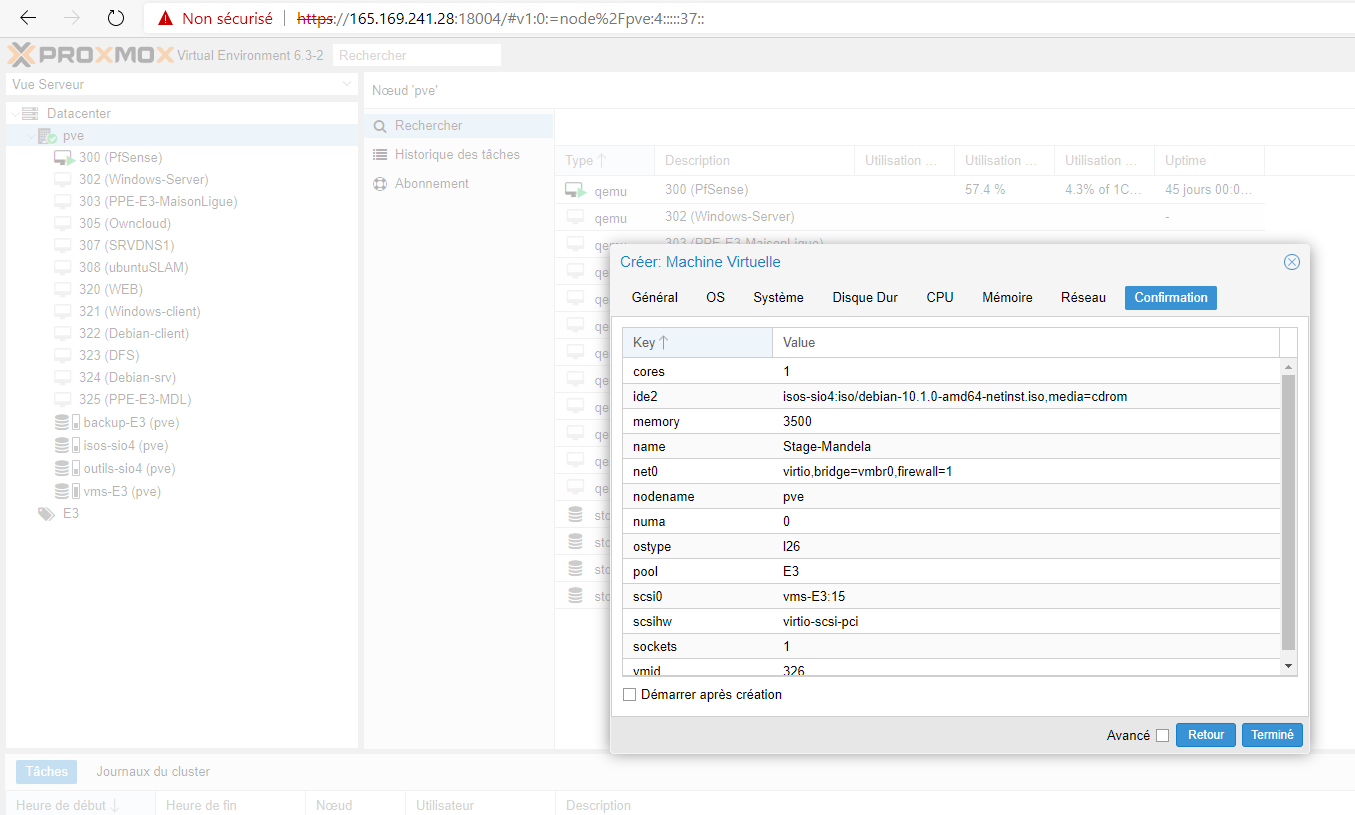 Non sécurisé | https://165.169.241.28:18004/#v1:0:=node%2Fpve:4:::::37::
PROXMOX Virtual Environment 6.3-2 Rechercher
Vue Serveur
Nœud 'pve'
Datacenter
pve
300 (PfSense)
302 (Windows-Server)
303 (PPE-E3-MaisonLigue)
305 (Owncloud)
307 (SRVDNS1)
308 (ubuntuSLAM)
320 (WEB)
321 (Windows-client)
322 (Debian-client)
323 (DFS)
324 (Debian-srv)
325 (PPE-E3-MDL)
backup-E3 (pve)
isos-sio4 (pve)
outils-sio4 (pve)
vms-E3 (pve)
E3
Rechercher
Historique des tâches
Abonnement
Type Description Utilisation ... Utilisation ... Utilisation ... Uptime
qemu 300 (PfSense) 57.4 % 4.3% of 1C... 45 jours 00:0...
qemu 302 (Windows-Server) -
qemu 303 (PPE-E3-MaisonLigue)
qe
qe
qe
qe
qe
qe
qe
qe
qe
sto
sto
sto
sto
Créer: Machine Virtuelle
Général OS Système Disque Dur CPU Mémoire Réseau Confirmation
Key Value
cores 1
ide2 isos-sio4:iso/debian-10.1.0-amd64-netinst.iso,media=cdrom
memory 3500
name Stage-Mandela
net0 virtio,bridge=vmbr0,firewall=1
nodename pve
numa 0
ostype l26
pool E3
scsi0 vms-E3:15
scsihw virtio-scsi-pci
sockets 1
vmid 326
Démarrer après création
Avancé Retour Terminé
Tâches Journaux du cluster
Heure de début Heure de fin Nœud Utilisateur Description